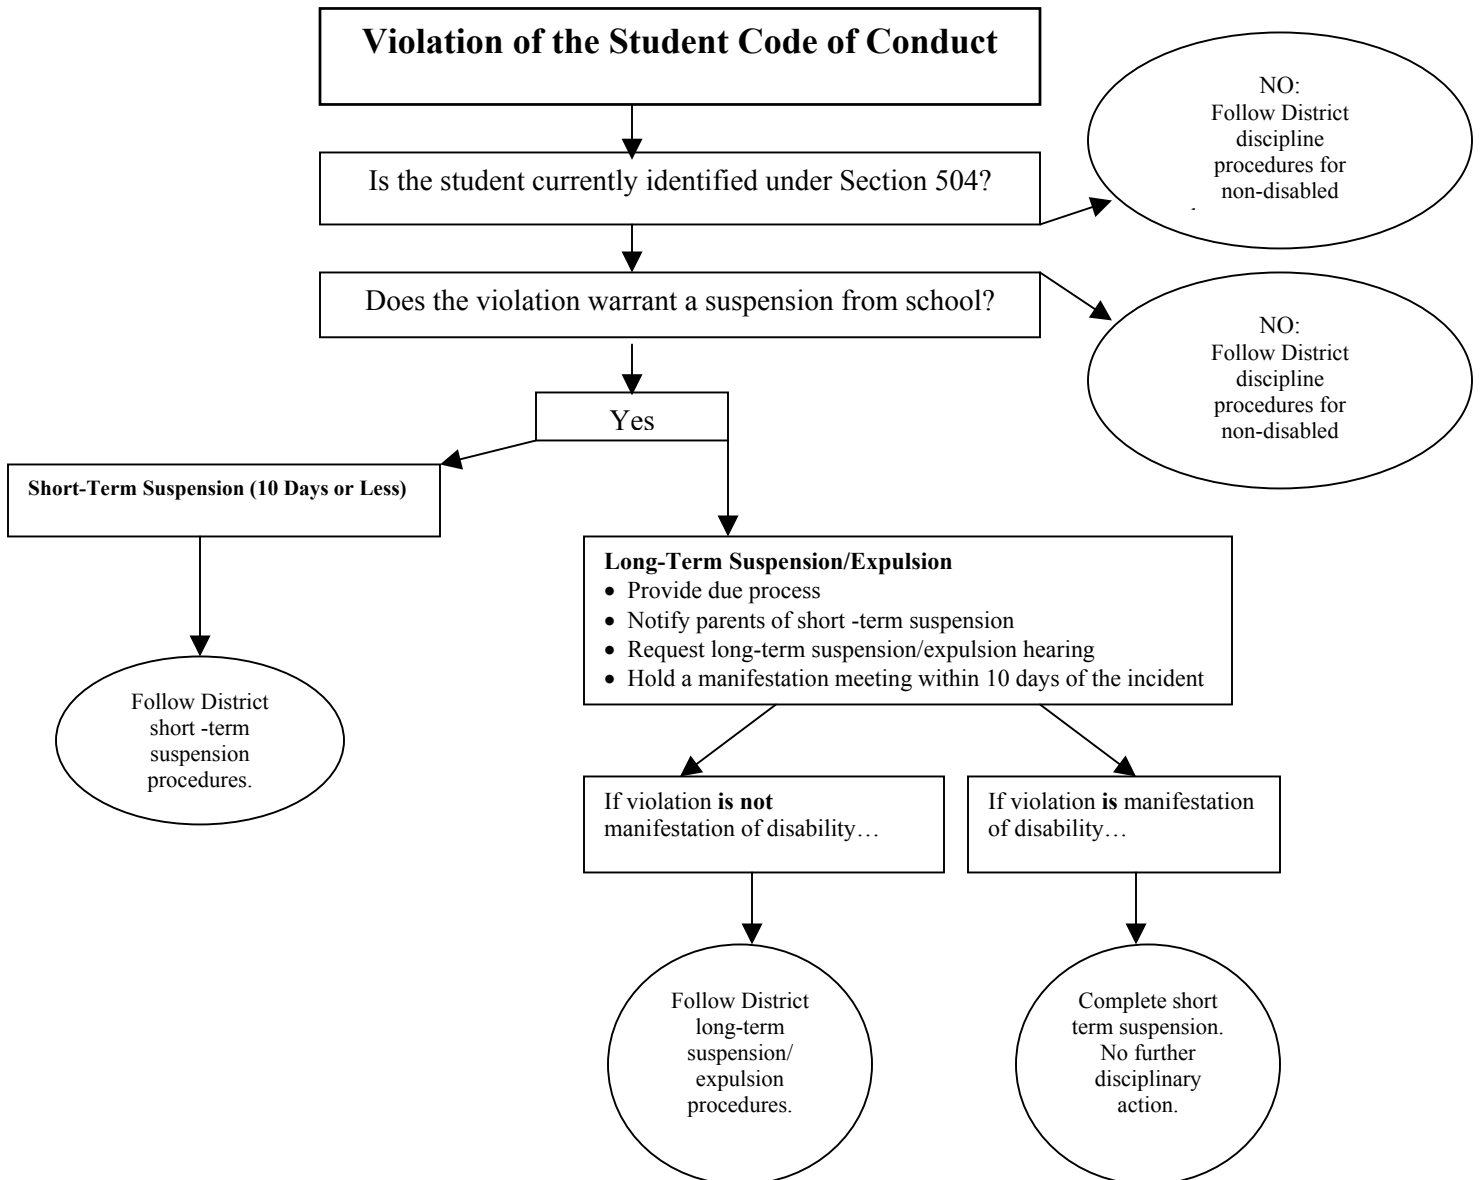 Violation of the Student Code of Conduct
Is the student currently identified under Section 504?
NO:
Follow District
discipline
procedures for
non-disabled
Does the violation warrant a suspension from school?
NO:
Follow District
discipline
procedures for
non-disabled
Yes
Short-Term Suspension (10 Days or Less)
Follow District
short -term
suspension
procedures.
Long-Term Suspension/Expulsion
• Provide due process
• Notify parents of short -term suspension
• Request long-term suspension/expulsion hearing
• Hold a manifestation meeting within 10 days of the incident
If violation is not
manifestation of disability…
If violation is manifestation
of disability…
Follow District
long-term
suspension/
expulsion
procedures.
Complete short
term suspension.
No further
disciplinary
action.